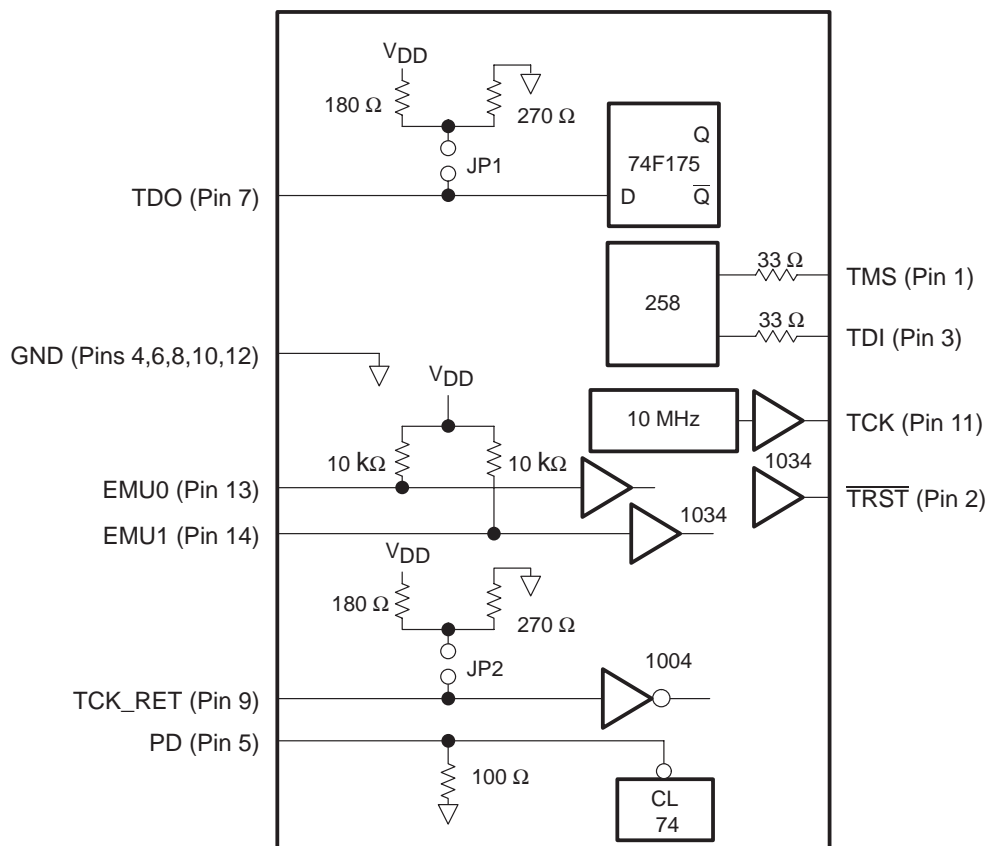 VDD
180 Ω
270 Ω
JP1
TDO (Pin 7)
Q
74F175
D
Q̅
33 Ω
TMS (Pin 1)
258
33 Ω
TDI (Pin 3)
GND (Pins 4,6,8,10,12)
VDD
10 MHz
TCK (Pin 11)
10 kΩ
10 kΩ
1034
EMU0 (Pin 13)
T̅R̅S̅T̅ (Pin 2)
1034
EMU1 (Pin 14)
VDD
180 Ω
270 Ω
JP2
1004
TCK_RET (Pin 9)
PD (Pin 5)
100 Ω
CL
74